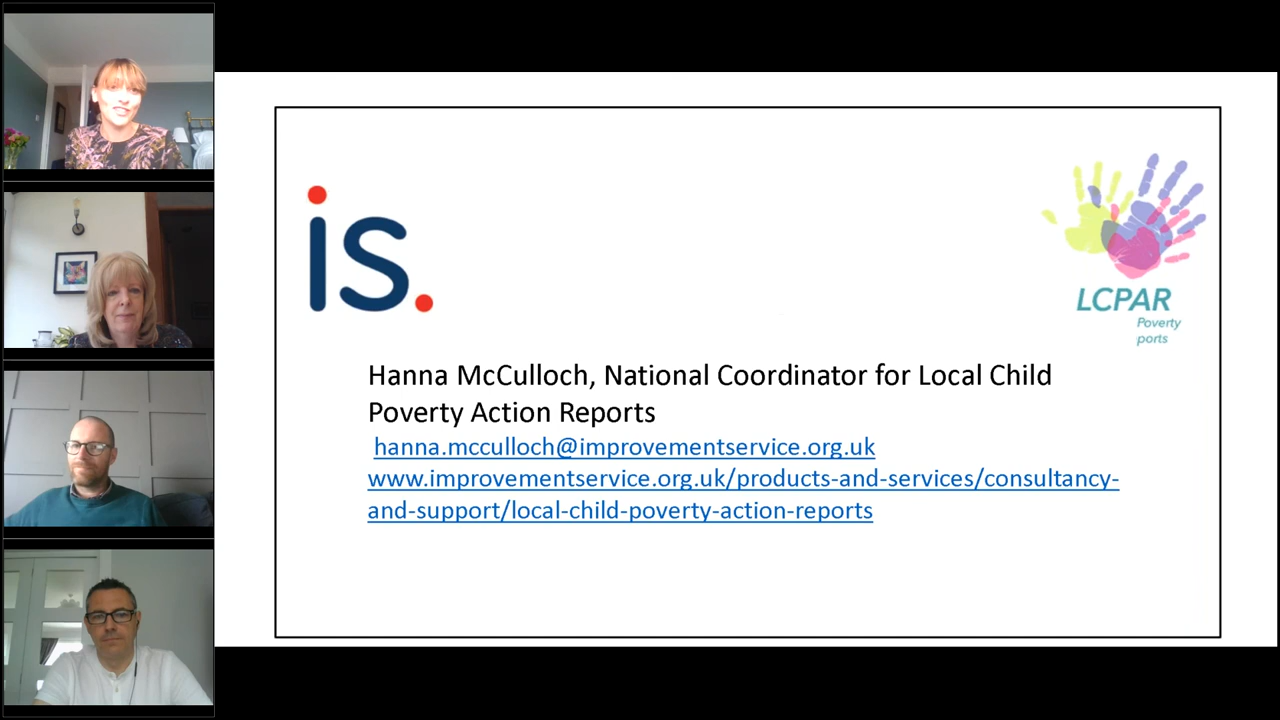 is.
LCPAR
Poverty
ports
Hanna McCulloch, National Coordinator for Local Child
Poverty Action Reports
hanna.mcculloch@improvementservice.org.uk
www.improvementservice.org.uk/products-and-services/consultancy-
and-support/local-child-poverty-action-reports